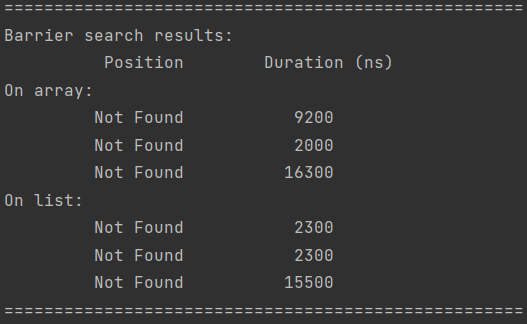 ====================================================
Barrier search results:
          Position        Duration (ns)
On array:
         Not Found           9200
         Not Found           2000
         Not Found          16300
On list:
         Not Found           2300
         Not Found           2300
         Not Found          15500
====================================================